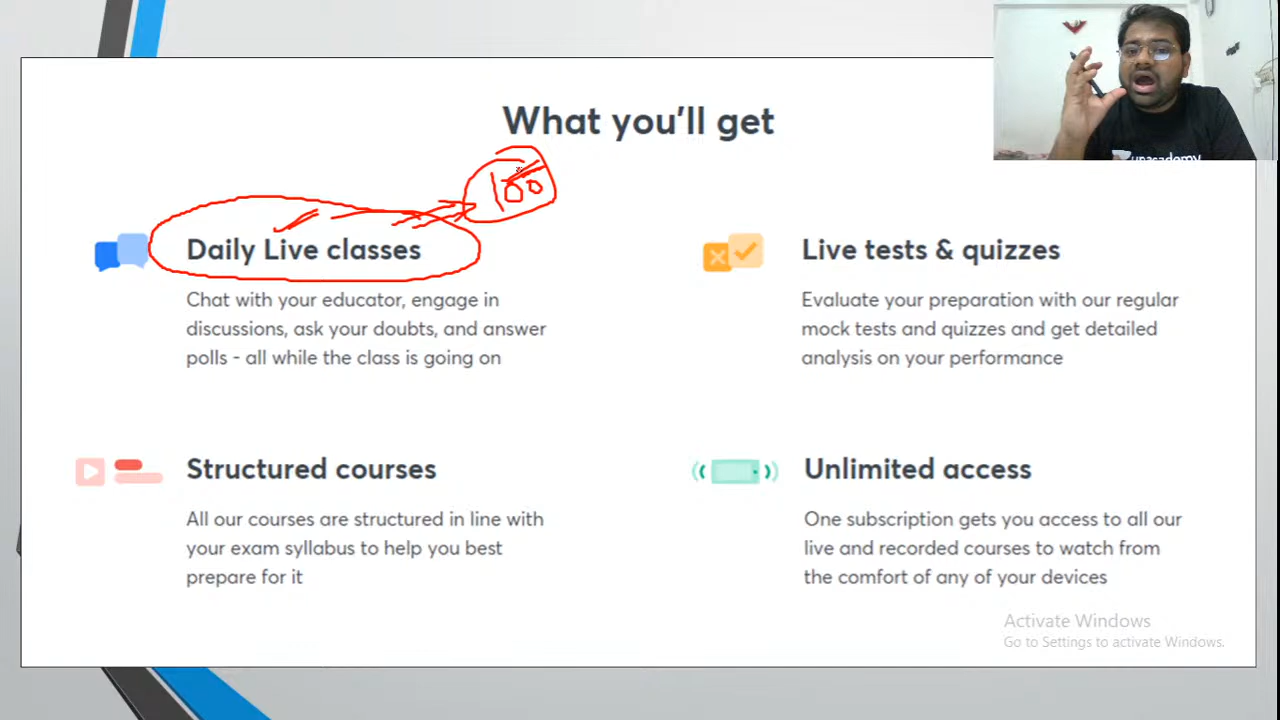 What you'll get
unacademy
100
Daily Live classes
Chat with your educator, engage in
discussions, ask your doubts, and answer
polls - all while the class is going on
Live tests & quizzes
Evaluate your preparation with our regular
mock tests and quizzes and get detailed
analysis on your performance
Structured courses
All our courses are structured in line with
your exam syllabus to help you best
prepare for it
Unlimited access
One subscription gets you access to all our
live and recorded courses to watch from
the comfort of any of your devices
Activate Windows
Go to Settings to activate Windows.